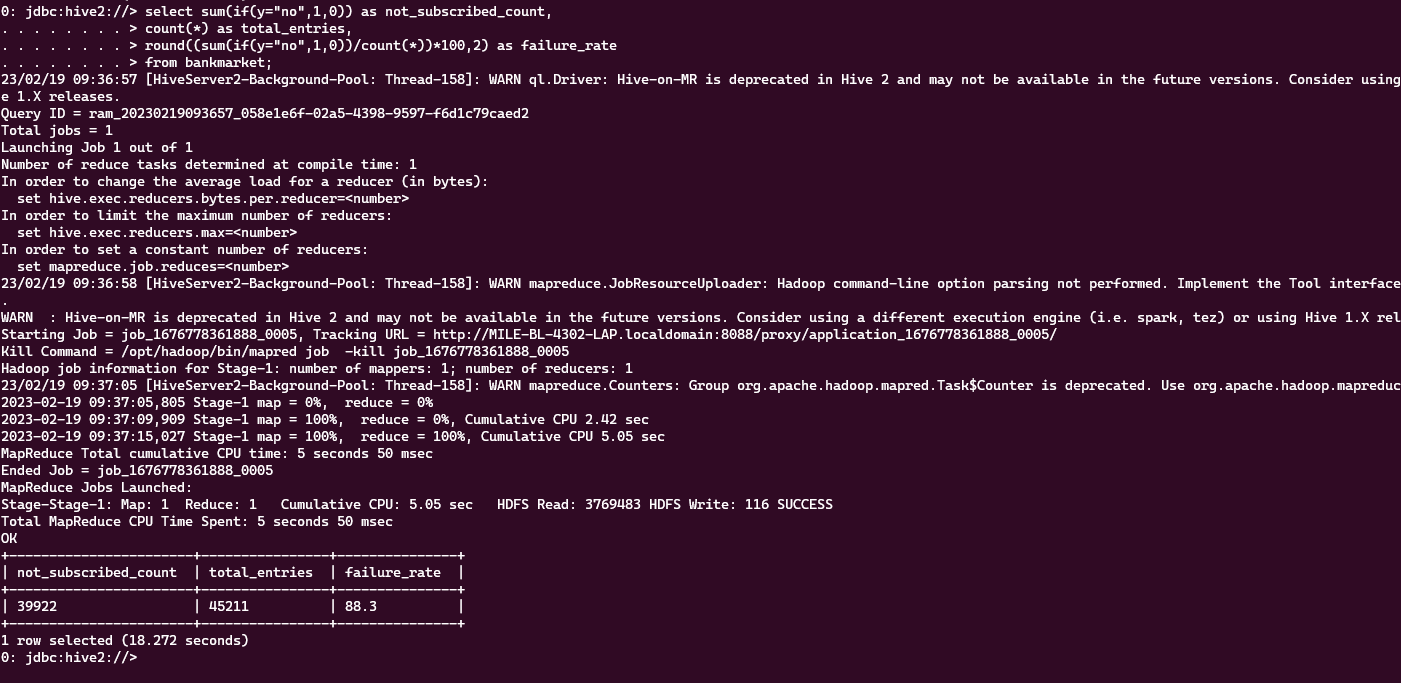 0: jdbc:hive2://> select sum(if(y="no",1,0)) as not_subscribed_count,
. . . . . . . . > count(*) as total_entries,
. . . . . . . . > round((sum(if(y="no",1,0))/count(*))*100,2) as failure_rate
. . . . . . . . > from bankmarket;
23/02/19 09:36:57 [HiveServer2-Background-Pool: Thread-158]: WARN ql.Driver: Hive-on-MR is deprecated in Hive 2 and may not be available in the future versions. Consider using
e 1.X releases.
Query ID = ram_20230219093657_058e1e6f-02a5-4398-9597-f6d1c79caed2
Total jobs = 1
Launching Job 1 out of 1
Number of reduce tasks determined at compile time: 1
In order to change the average load for a reducer (in bytes):
  set hive.exec.reducers.bytes.per.reducer=<number>
In order to limit the maximum number of reducers:
  set hive.exec.reducers.max=<number>
In order to set a constant number of reducers:
  set mapreduce.job.reduces=<number>
23/02/19 09:36:58 [HiveServer2-Background-Pool: Thread-158]: WARN mapreduce.JobResourceUploader: Hadoop command-line option parsing not performed. Implement the Tool interface
.
WARN  : Hive-on-MR is deprecated in Hive 2 and may not be available in the future versions. Consider using a different execution engine (i.e. spark, tez) or using Hive 1.X rel
Starting Job = job_1676778361888_0005, Tracking URL = http://MILE-BL-4302-LAP.localdomain:8088/proxy/application_1676778361888_0005/
Kill Command = /opt/hadoop/bin/mapred job  -kill job_1676778361888_0005
Hadoop job information for Stage-1: number of mappers: 1; number of reducers: 1
23/02/19 09:37:05 [HiveServer2-Background-Pool: Thread-158]: WARN mapreduce.Counters: Group org.apache.hadoop.mapred.Task$Counter is deprecated. Use org.apache.hadoop.mapreduc
2023-02-19 09:37:05,805 Stage-1 map = 0%,  reduce = 0%
2023-02-19 09:37:09,909 Stage-1 map = 100%,  reduce = 0%, Cumulative CPU 2.42 sec
2023-02-19 09:37:15,027 Stage-1 map = 100%,  reduce = 100%, Cumulative CPU 5.05 sec
MapReduce Total cumulative CPU time: 5 seconds 50 msec
Ended Job = job_1676778361888_0005
MapReduce Jobs Launched:
Stage-Stage-1: Map: 1  Reduce: 1   Cumulative CPU: 5.05 sec   HDFS Read: 3769483 HDFS Write: 116 SUCCESS
Total MapReduce CPU Time Spent: 5 seconds 50 msec
OK
+-----------------------+----------------+---------------+
| not_subscribed_count  | total_entries  | failure_rate  |
+-----------------------+----------------+---------------+
| 39922                 | 45211          | 88.3          |
+-----------------------+----------------+---------------+
1 row selected (18.272 seconds)
0: jdbc:hive2://>